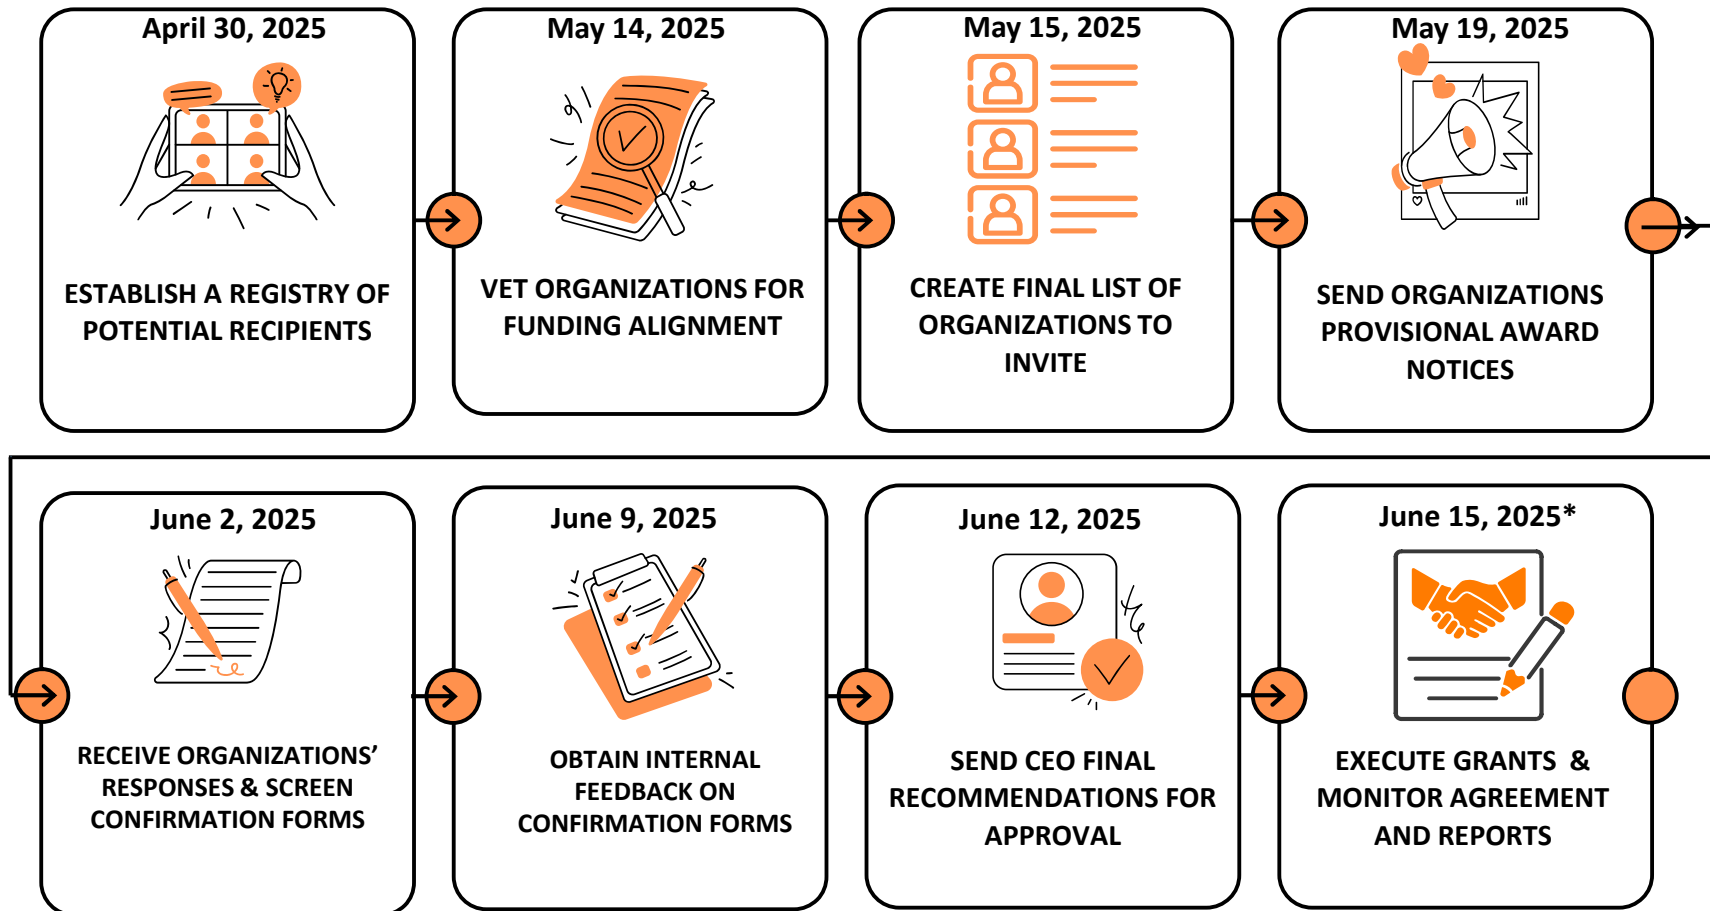 April 30, 2025
ESTABLISH A REGISTRY OF
POTENTIAL RECIPIENTS
May 14, 2025
VET ORGANIZATIONS FOR
FUNDING ALIGNMENT
May 15, 2025
CREATE FINAL LIST OF
ORGANIZATIONS TO
INVITE
May 19, 2025
SEND ORGANIZATIONS
PROVISIONAL AWARD
NOTICES
June 2, 2025
RECEIVE ORGANIZATIONS’
RESPONSES & SCREEN
CONFIRMATION FORMS
June 9, 2025
OBTAIN INTERNAL
FEEDBACK ON
CONFIRMATION FORMS
June 12, 2025
SEND CEO FINAL
RECOMMENDATIONS FOR
APPROVAL
June 15, 2025*
EXECUTE GRANTS &
MONITOR AGREEMENT
AND REPORTS